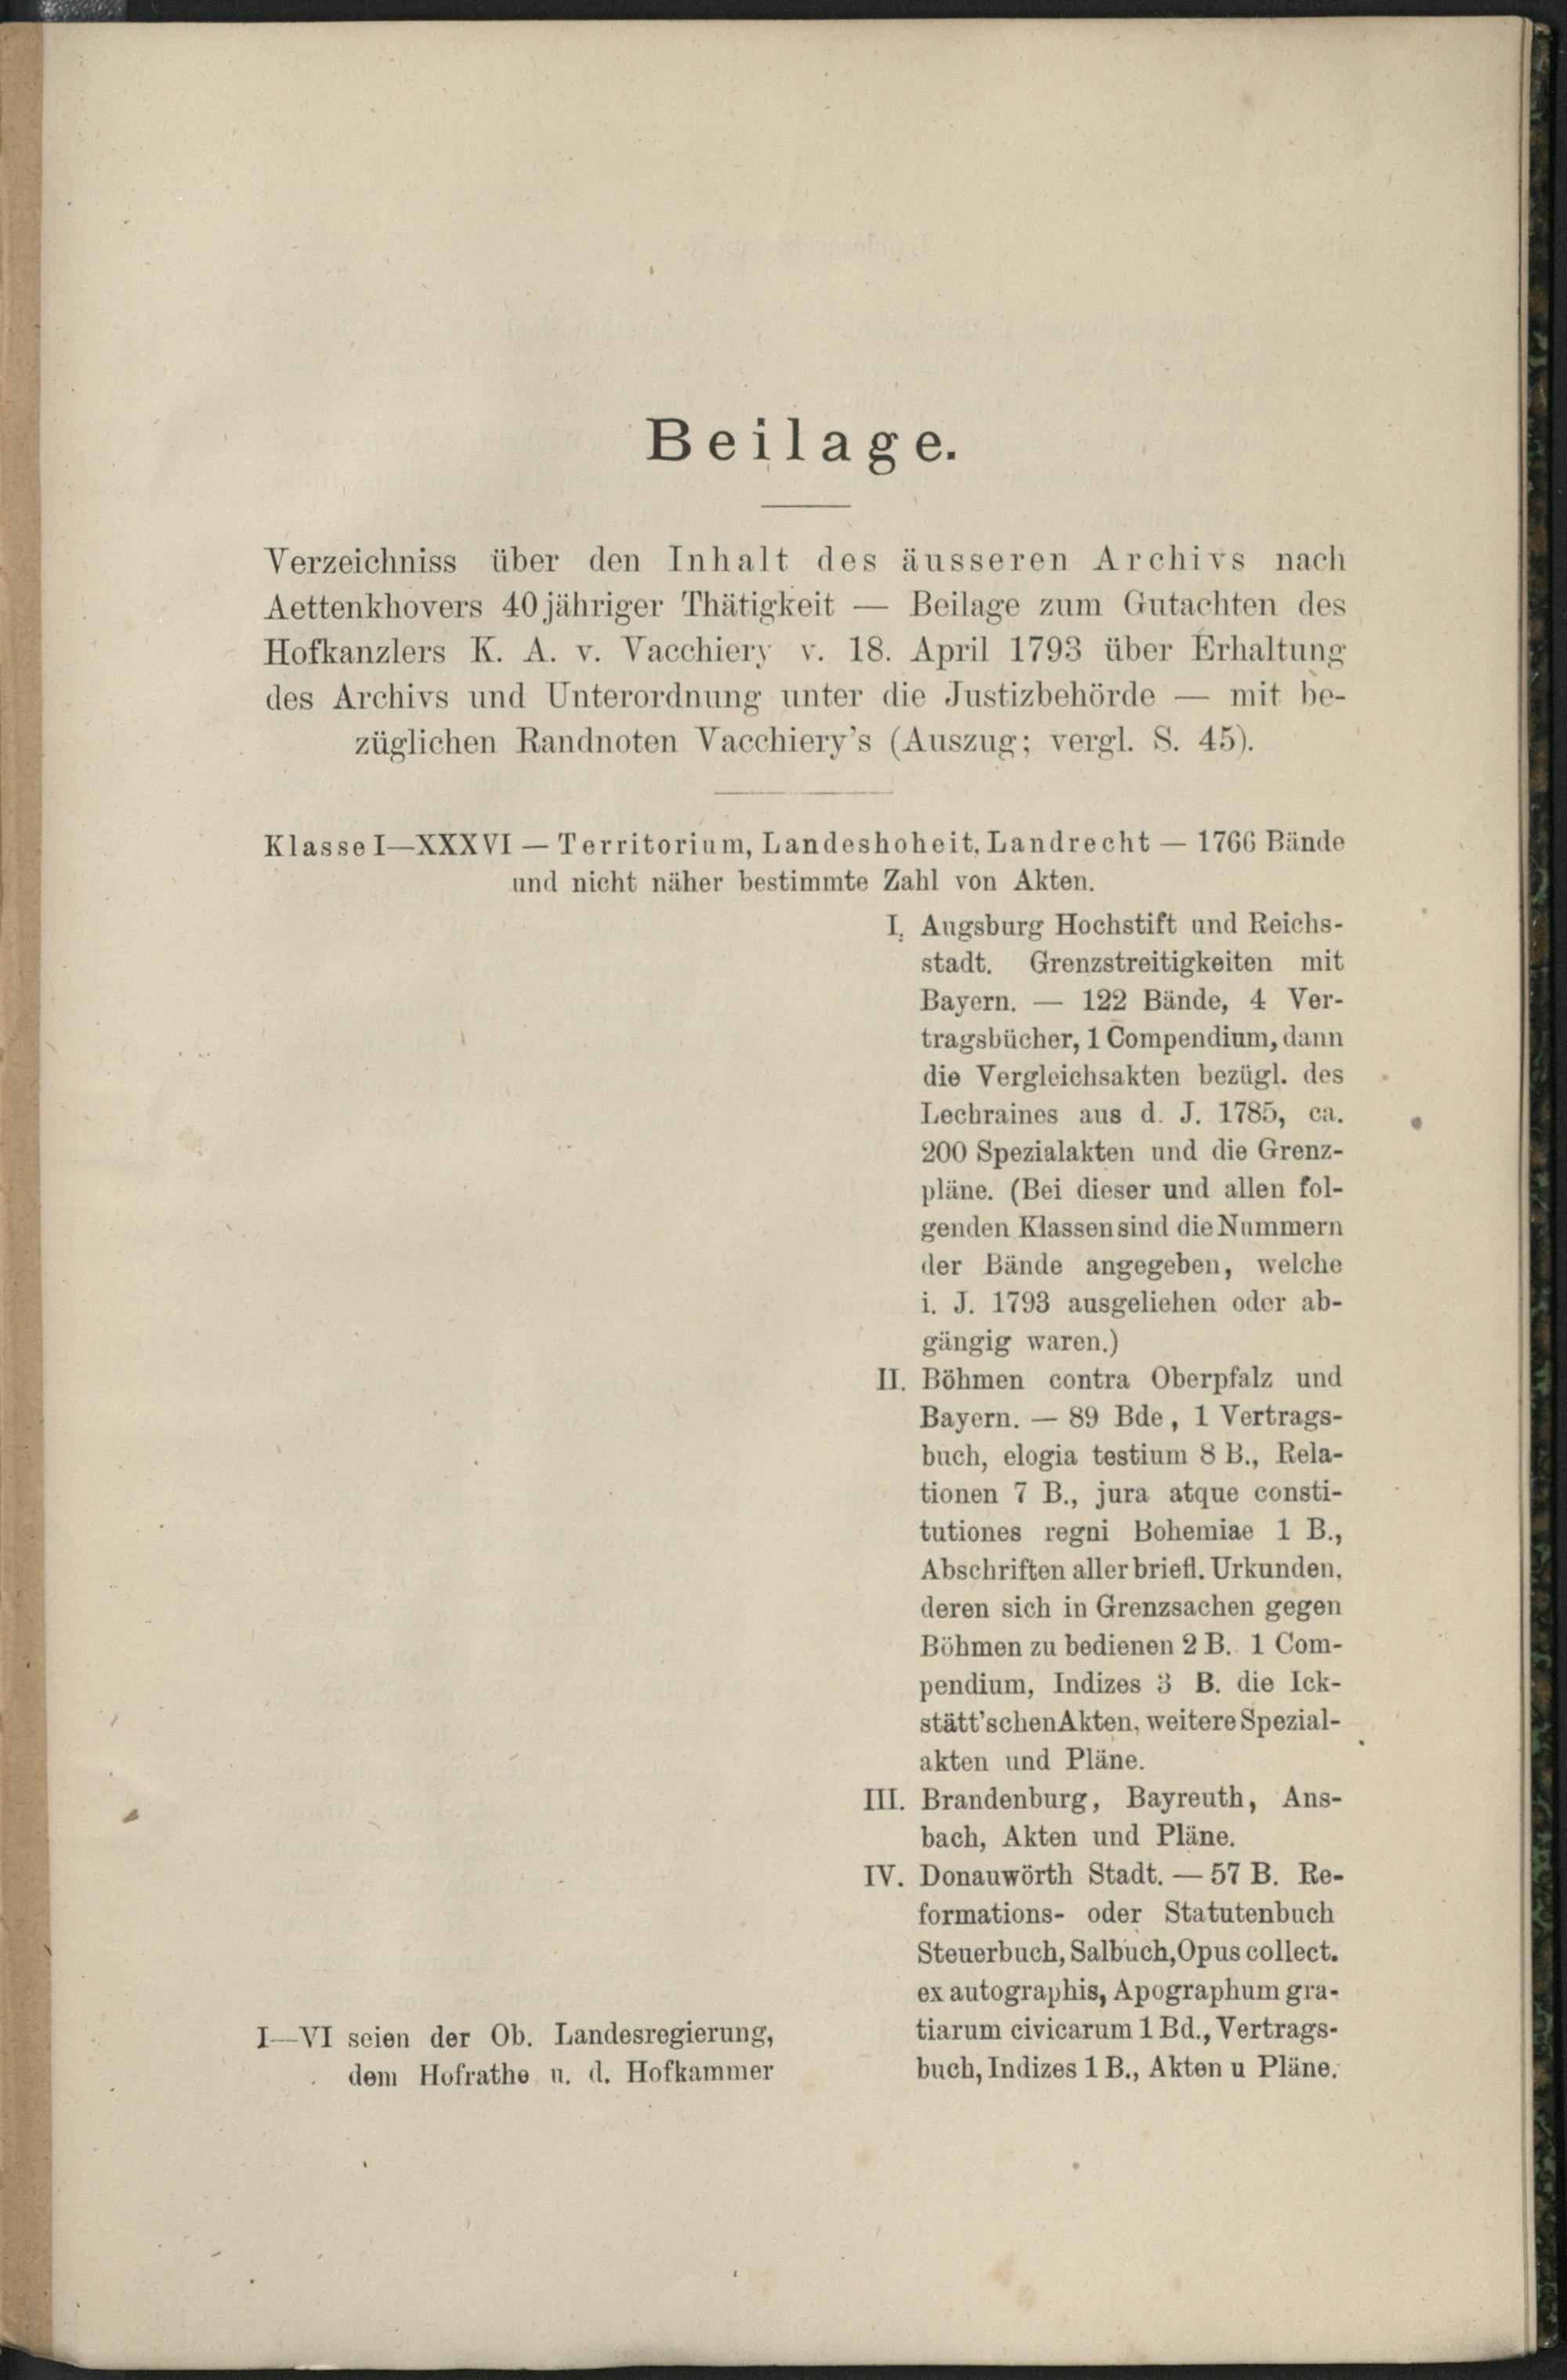 Beilage.
Verzeichniss über den Inhalt des äusseren Archivs nach
Aettenkhovers 40jähriger Thätigkeit — Beilage zum Gutachten des
Hofkanzlers K. A. v. Vacchiery v. 18. April 1793 über Erhaltung
des Archivs und Unterordnung unter die Justizbehörde — mit be-
züglichen Randnoten Vacchiery's (Auszug; vergl. S. 45).
Klasse I—XXXVI — Territorium, Landeshoheit, Landrecht — 1766 Bände
und nicht näher bestimmte Zahl von Akten.
I. Augsburg Hochstift und Reichs-
stadt. Grenzstreitigkeiten mit
Bayern. — 122 Bände, 4 Ver-
tragsbücher, 1 Compendium, dann
die Vergleichsakten bezügl. des
Lechraines aus d. J. 1785, ca.
200 Spezialakten und die Grenz-
pläne. (Bei dieser und allen fol-
genden Klassen sind die Nummern
der Bände angegeben, welche
i. J. 1793 ausgeliehen oder ab-
gängig waren.)
II. Böhmen contra Oberpfalz und
Bayern. — 89 Bde, 1 Vertrags-
buch, elogia testium 8 B., Rela-
tionen 7 B., jura atque consti-
tutiones regni Bohemiae 1 B.,
Abschriften aller briefl. Urkunden,
deren sich in Grenzsachen gegen
Böhmen zu bedienen 2 B. 1 Com-
pendium, Indizes 3 B. die Ick-
stätt'schen Akten, weitere Spezial-
akten und Pläne.
III. Brandenburg, Bayreuth, Ans-
bach, Akten und Pläne.
IV. Donauwörth Stadt. — 57 B. Re-
formations- oder Statutenbuch
Steuerbuch, Salbuch, Opus collect.
ex autographis, Apographum gra-
tiarum civicarum 1 Bd., Vertrags-
buch, Indizes 1 B., Akten u Pläne.
I—VI seien der Ob. Landesregierung,
dem Hofrathe u. d. Hofkammer